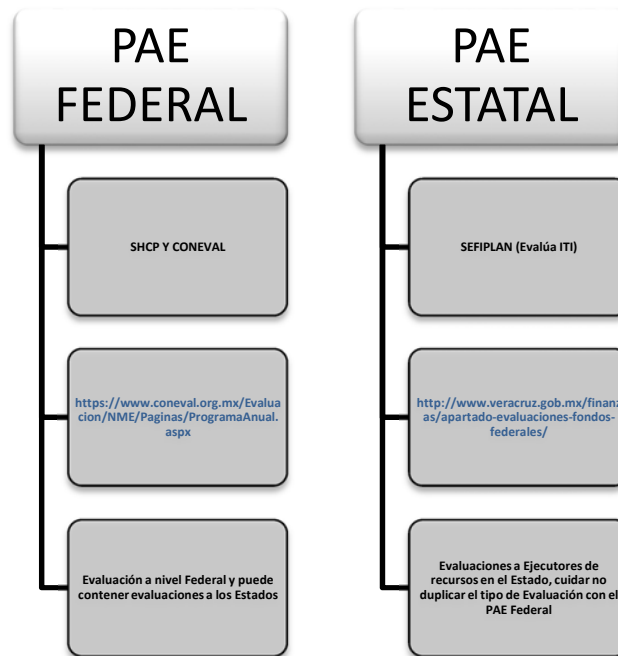 PAE
FEDERAL
SHCP Y CONEVAL
https://www.coneval.org.mx/Evalua
cion/NME/Paginas/ProgramaAnual.
aspx
Evaluación a nivel Federal y puede
contener evaluaciones a los Estados
PAE
ESTATAL
SEFIPLAN (Evalúa ITI)
http://www.veracruz.gob.mx/finanz
as/apartado-evaluaciones-fondos-
federales/
Evaluaciones a Ejecutores de
recursos en el Estado, cuidar no
duplicar el tipo de Evaluación con el
PAE Federal